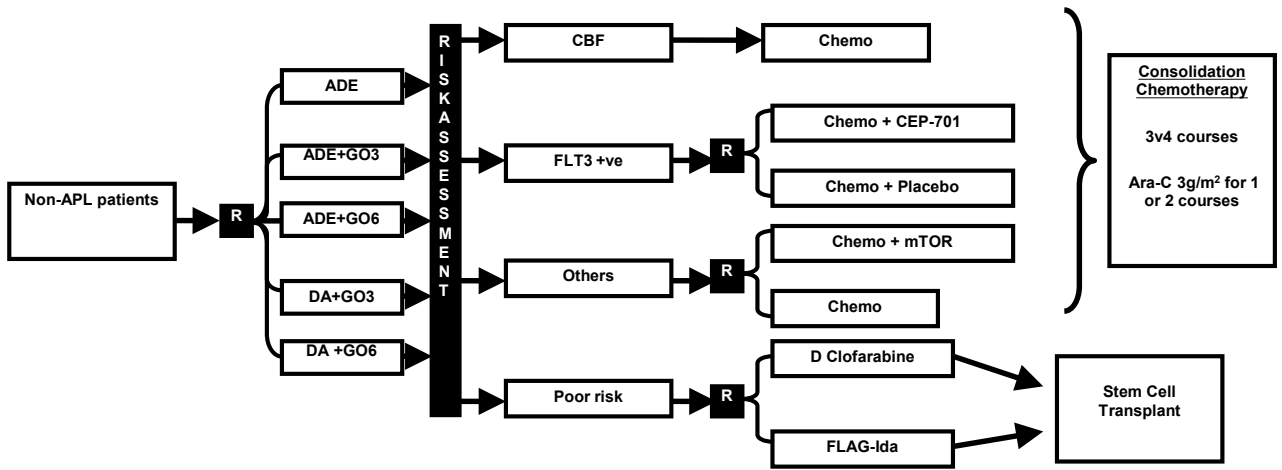 Non-APL patients
R
ADE
ADE+GO3
ADE+GO6
DA+GO3
DA +GO6
RISKASSESSMENT
CBF
Chemo
FLT3 +ve
R
Chemo + CEP-701
Chemo + Placebo
Others
R
Chemo + mTOR
Chemo
Poor risk
R
D Clofarabine
FLAG-Ida
Consolidation
Chemotherapy
3v4 courses
Ara-C 3g/m² for 1
or 2 courses
Stem Cell
Transplant